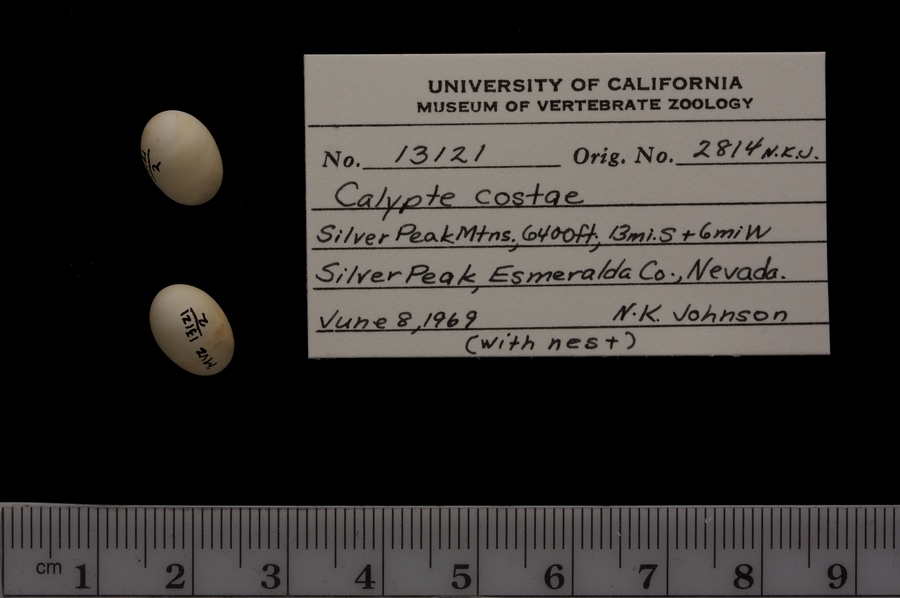 UNIVERSITY OF CALIFORNIA
MUSEUM OF VERTEBRATE ZOOLOGY
No. 13121 Orig. No. 2814 N.K.J.
Calypte costae
Silver Peak Mtns., 6400ft., 13mi.S + 6miW
Silver Peak, Esmeralda Co., Nevada.
June 8, 1969 N.K. Johnson
(with nest)
MVZ
13121
2
cm 1 2 3 4 5 6 7 8 9